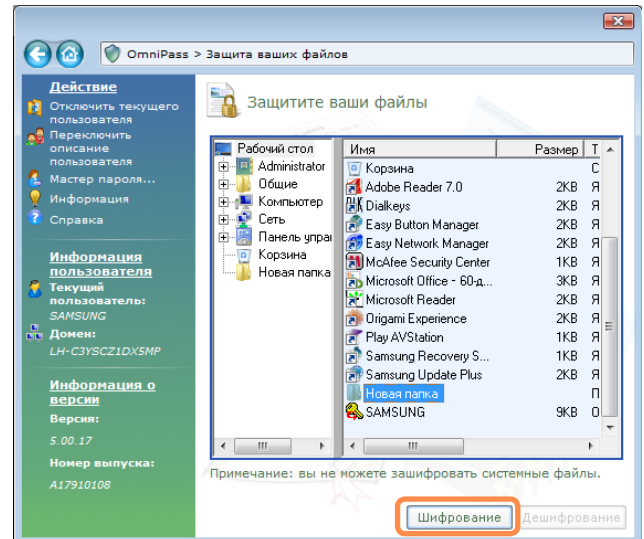 OmniPass > Защита ваших файлов
Действие
Отключить текущего
пользователя
Переключить
описание
пользователя
Мастер пароля...
Информация
Справка
Информация
пользователя
Текущий
пользователь:
SAMSUNG
Домен:
LH-C3YSCZ1DX5MP
Информация о
версии
Версия:
5.00.17
Номер выпуска:
A17910108
Защитите ваши файлы
Рабочий стол
Administrator
Общие
Компьютер
Сеть
Панель упра
Корзина
Новая папка
Имя Размер Т
Корзина С
Adobe Reader 7.0 2KB Я
Dialkeys 2KB Я
Easy Button Manager 2KB Я
Easy Network Manager 2KB Я
McAfee Security Center 1KB Я
Microsoft Office - 60-д... 3KB Я
Microsoft Reader 2KB Я
Origami Experience 2KB Я
Play AVStation 1KB Я
Samsung Recovery S... 1KB Я
Samsung Update Plus 2KB Я
Новая папка П
SAMSUNG 9KB О
Примечание: вы не можете зашифровать системные файлы.
Шифрование Дешифрование